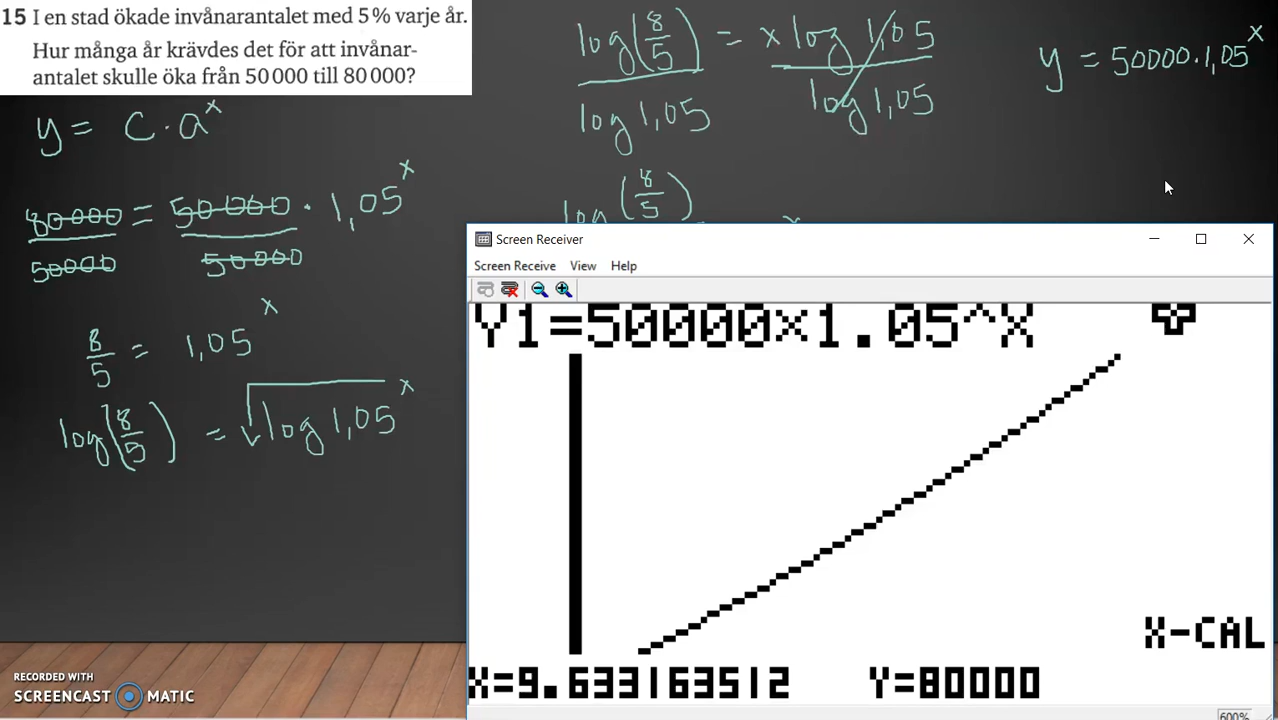 15 I en stad ökade invånarantalet med 5 % varje år.
Hur många år krävdes det för att invånar-
antalet skulle öka från 50 000 till 80 000?
y = C · a^x
80000/50000 = 50000/50000 · 1,05^x
8/5 = 1,05^x
log(8/5) = log 1,05^x
log(8/5)/log 1,05 = x log 1,05/log 1,05
log(8/5) x
y = 50000 · 1,05^x
Screen Receiver
Screen Receive View Help
Y1=50000×1.05^X
X-CAL
X=9.633163512 Y=80000
600%
RECORDED WITH
SCREENCAST MATIC